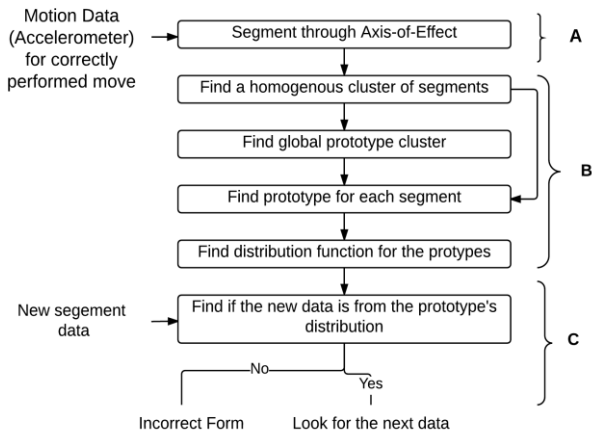 Motion Data
(Accelerometer)
for correctly
performed move
Segment through Axis-of-Effect
A
Find a homogenous cluster of segments
Find global prototype cluster
B
Find prototype for each segment
Find distribution function for the protypes
New segement
data
Find if the new data is from the prototype's
distribution
C
No
Yes
Incorrect Form
Look for the next data